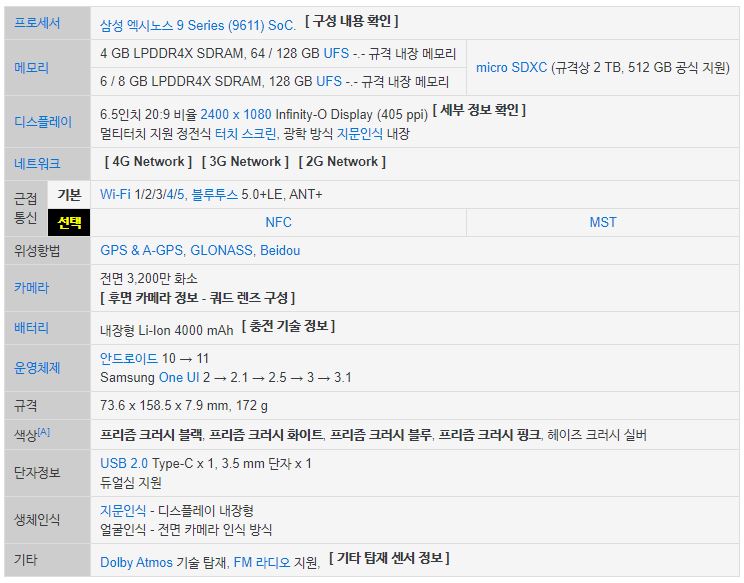 프로세서 삼성 엑시노스 9 Series (9611) SoC. [ 구성 내용 확인 ]
메모리
4 GB LPDDR4X SDRAM, 64 / 128 GB UFS -.- 규격 내장 메모리
6 / 8 GB LPDDR4X SDRAM, 128 GB UFS -.- 규격 내장 메모리
micro SDXC (규격상 2 TB, 512 GB 공식 지원)
디스플레이
6.5인치 20:9 비율 2400 x 1080 Infinity-O Display (405 ppi) [ 세부 정보 확인 ]
멀티터치 지원 정전식 터치 스크린, 광학 방식 지문인식 내장
네트워크 [ 4G Network ] [ 3G Network ] [ 2G Network ]
근접
통신
기본 Wi-Fi 1/2/3/4/5, 블루투스 5.0+LE, ANT+
선택 NFC MST
위성항법 GPS & A-GPS, GLONASS, Beidou
카메라
전면 3,200만 화소
[ 후면 카메라 정보 - 쿼드 렌즈 구성 ]
배터리 내장형 Li-Ion 4000 mAh [ 충전 기술 정보 ]
운영체제
안드로이드 10 → 11
Samsung One UI 2 → 2.1 → 2.5 → 3 → 3.1
규격 73.6 x 158.5 x 7.9 mm, 172 g
색상[A] 프리즘 크러시 블랙, 프리즘 크러시 화이트, 프리즘 크러시 블루, 프리즘 크러시 핑크, 헤이즈 크러시 실버
단자정보
USB 2.0 Type-C x 1, 3.5 mm 단자 x 1
듀얼심 지원
생체인식
지문인식 - 디스플레이 내장형
얼굴인식 - 전면 카메라 인식 방식
기타 Dolby Atmos 기술 탑재, FM 라디오 지원, [ 기타 탑재 센서 정보 ]